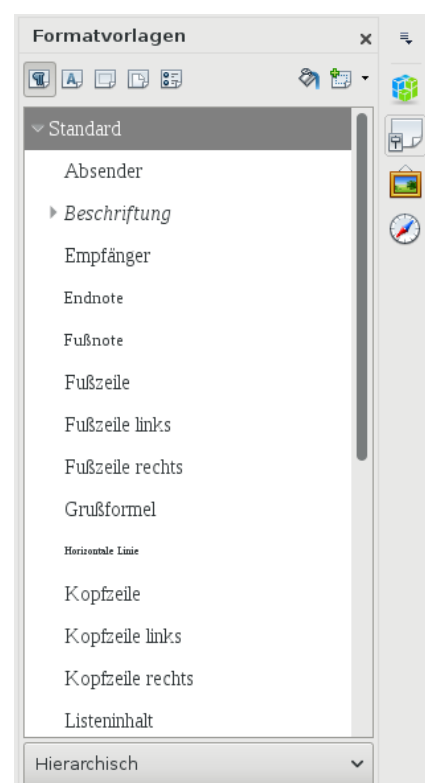 Formatvorlagen
Standard
Absender
Beschriftung
Empfänger
Endnote
Fußnote
Fußzeile
Fußzeile links
Fußzeile rechts
Grußformel
Horizontale Linie
Kopfzeile
Kopfzeile links
Kopfzeile rechts
Listeninhalt
Hierarchisch